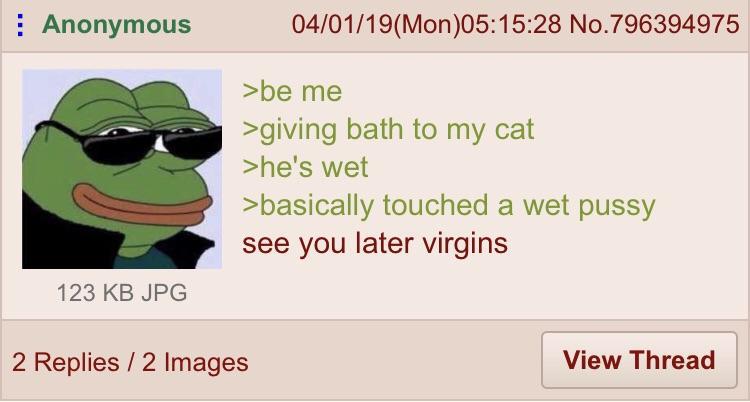 Anonymous 04/01/19(Mon)05:15:28 No.796394975
>be me
>giving bath to my cat
>he's wet
>basically touched a wet pussy
see you later virgins
123 KB JPG
2 Replies / 2 Images View Thread